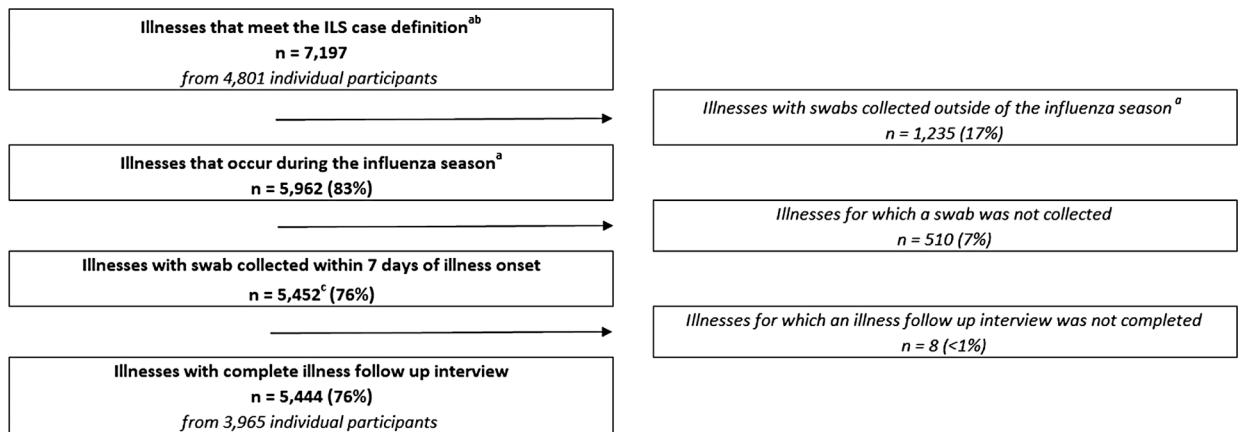 Illnesses that meet the ILS case definitionᵃᵇ
n = 7,197
from 4,801 individual participants
Illnesses with swabs collected outside of the influenza seasonᵃ
n = 1,235 (17%)
Illnesses that occur during the influenza seasonᵃ
n = 5,962 (83%)
Illnesses for which a swab was not collected
n = 510 (7%)
Illnesses with swab collected within 7 days of illness onset
n = 5,452ᶜ (76%)
Illnesses for which an illness follow up interview was not completed
n = 8 (<1%)
Illnesses with complete illness follow up interview
n = 5,444 (76%)
from 3,965 individual participants